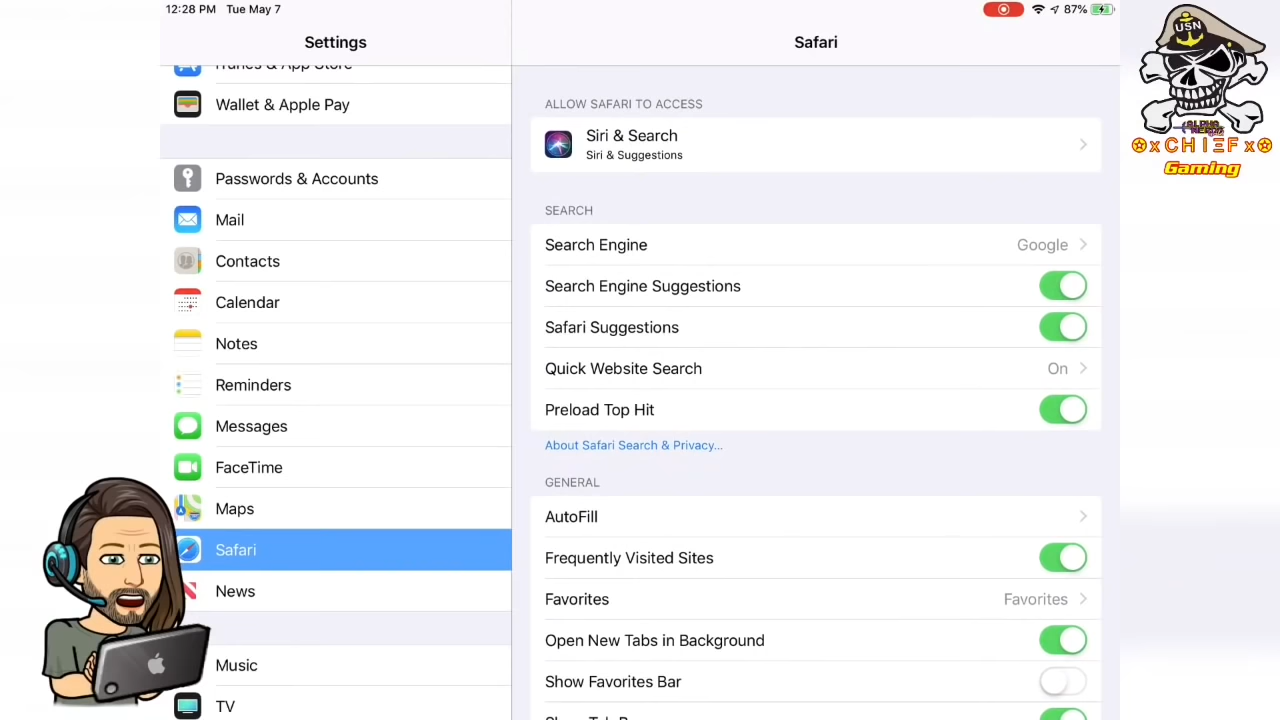 12:28 PM Tue May 7
87%
Settings
Safari
iTunes & App Store
Wallet & Apple Pay
Passwords & Accounts
Mail
Contacts
Calendar
Notes
Reminders
Messages
FaceTime
Maps
Safari
News
Music
TV
ALLOW SAFARI TO ACCESS
Siri & Search
Siri & Suggestions
SEARCH
Search Engine Google
Search Engine Suggestions
Safari Suggestions
Quick Website Search On
Preload Top Hit
About Safari Search & Privacy...
GENERAL
AutoFill
Frequently Visited Sites
Favorites Favorites
Open New Tabs in Background
Show Favorites Bar
USN
xCHIEFx
Gaming